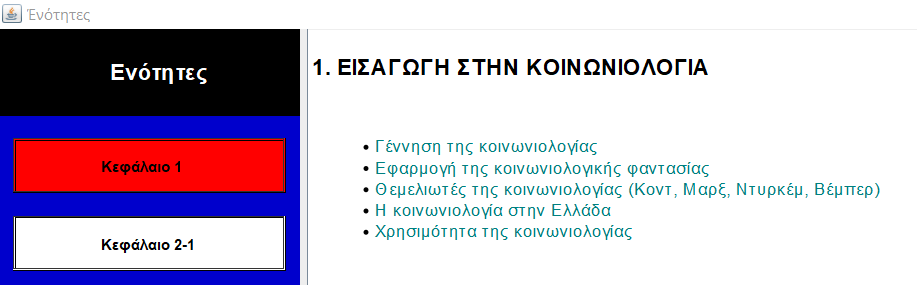 Ένότητες
Ενότητες
Κεφάλαιο 1
Κεφάλαιο 2-1
1. ΕΙΣΑΓΩΓΗ ΣΤΗΝ ΚΟΙΝΩΝΙΟΛΟΓΙΑ
• Γέννηση της κοινωνιολογίας
• Εφαρμογή της κοινωνιολογικής φαντασίας
• Θεμελιωτές της κοινωνιολογίας (Κοντ, Μαρξ, Ντυρκέμ, Βέμπερ)
• Η κοινωνιολογία στην Ελλάδα
• Χρησιμότητα της κοινωνιολογίας